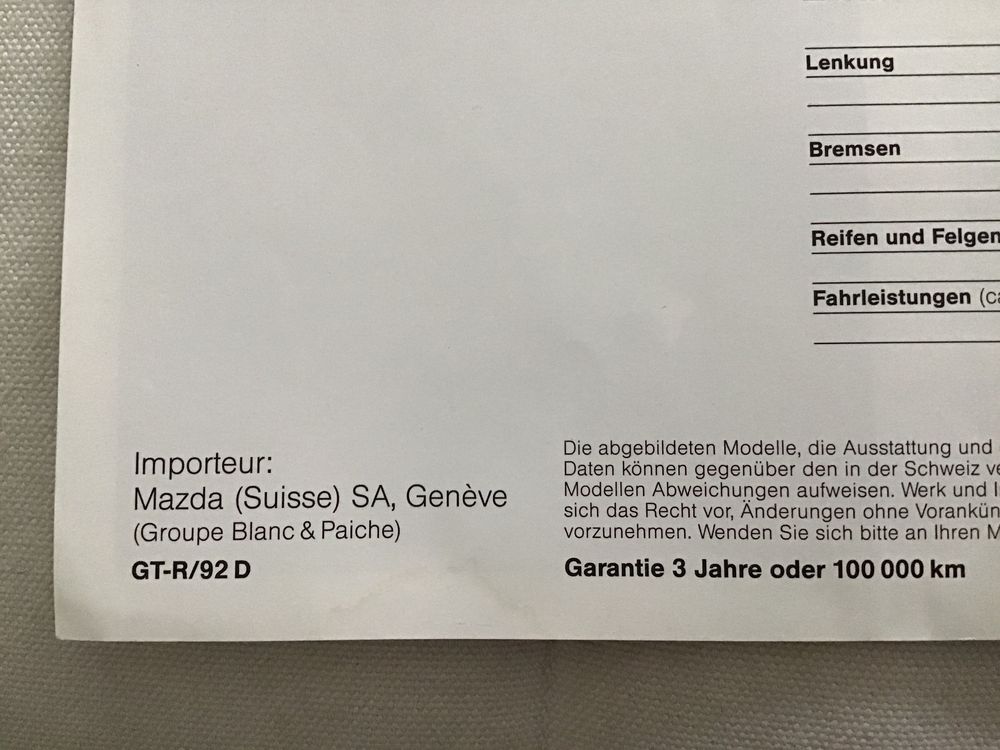 Lenkung
Bremsen
Reifen und Felgen
Fahrleistungen
Importeur:
Mazda (Suisse) SA, Genève
(Groupe Blanc & Paiche)
GT-R/92 D
Die abgebildeten Modelle, die Ausstattung und
Daten können gegenüber den in der Schweiz
Modellen Abweichungen aufweisen. Werk und
sich das Recht vor, Änderungen ohne
vorzunehmen. Wenden Sie sich bitte an Ihren
Garantie 3 Jahre oder 100 000 km